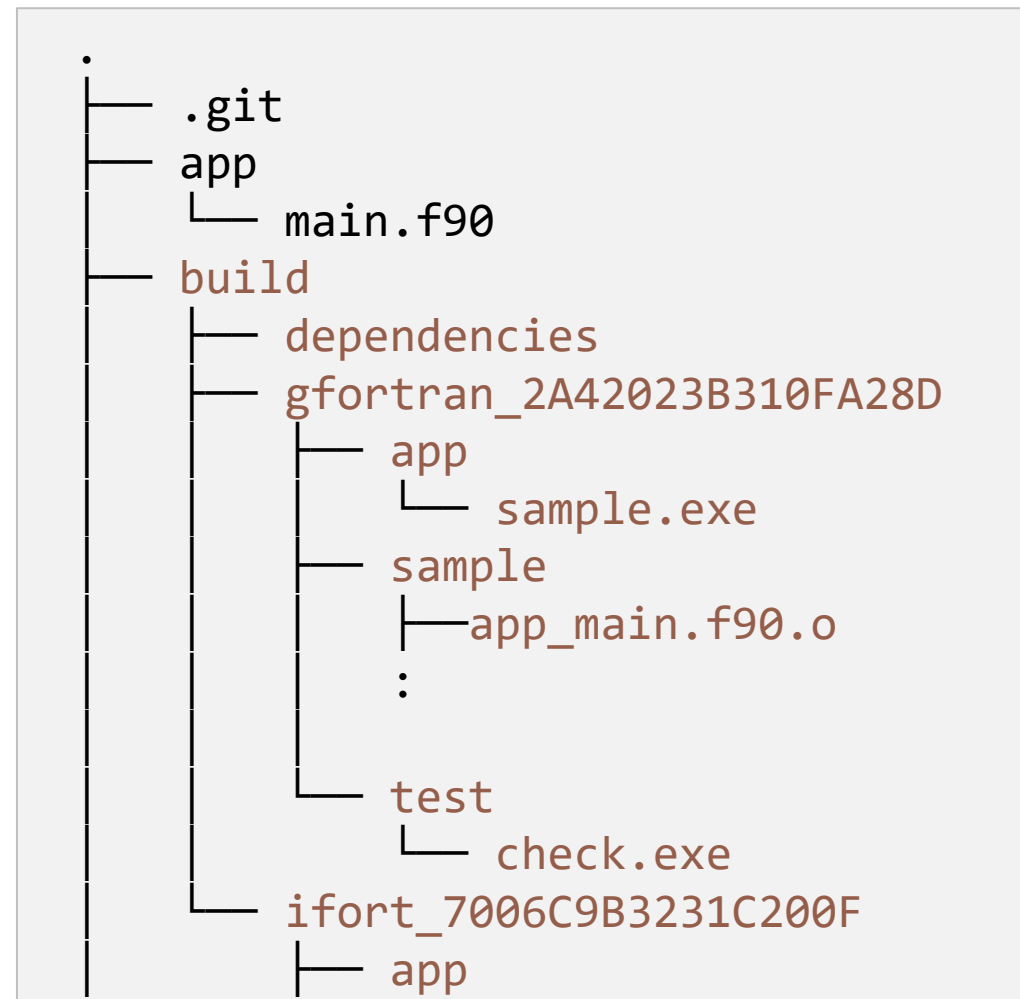 .
├── .git
├── app
│   └── main.f90
├── build
│   ├── dependencies
│   ├── gfortran_2A42023B310FA28D
│   │   ├── app
│   │   │   └── sample.exe
│   │   ├── sample
│   │   │   ├──app_main.f90.o
│   │   │   :
│   │   │
│   │   └── test
│   │       └── check.exe
│   └── ifort_7006C9B3231C200F
│       ├── app